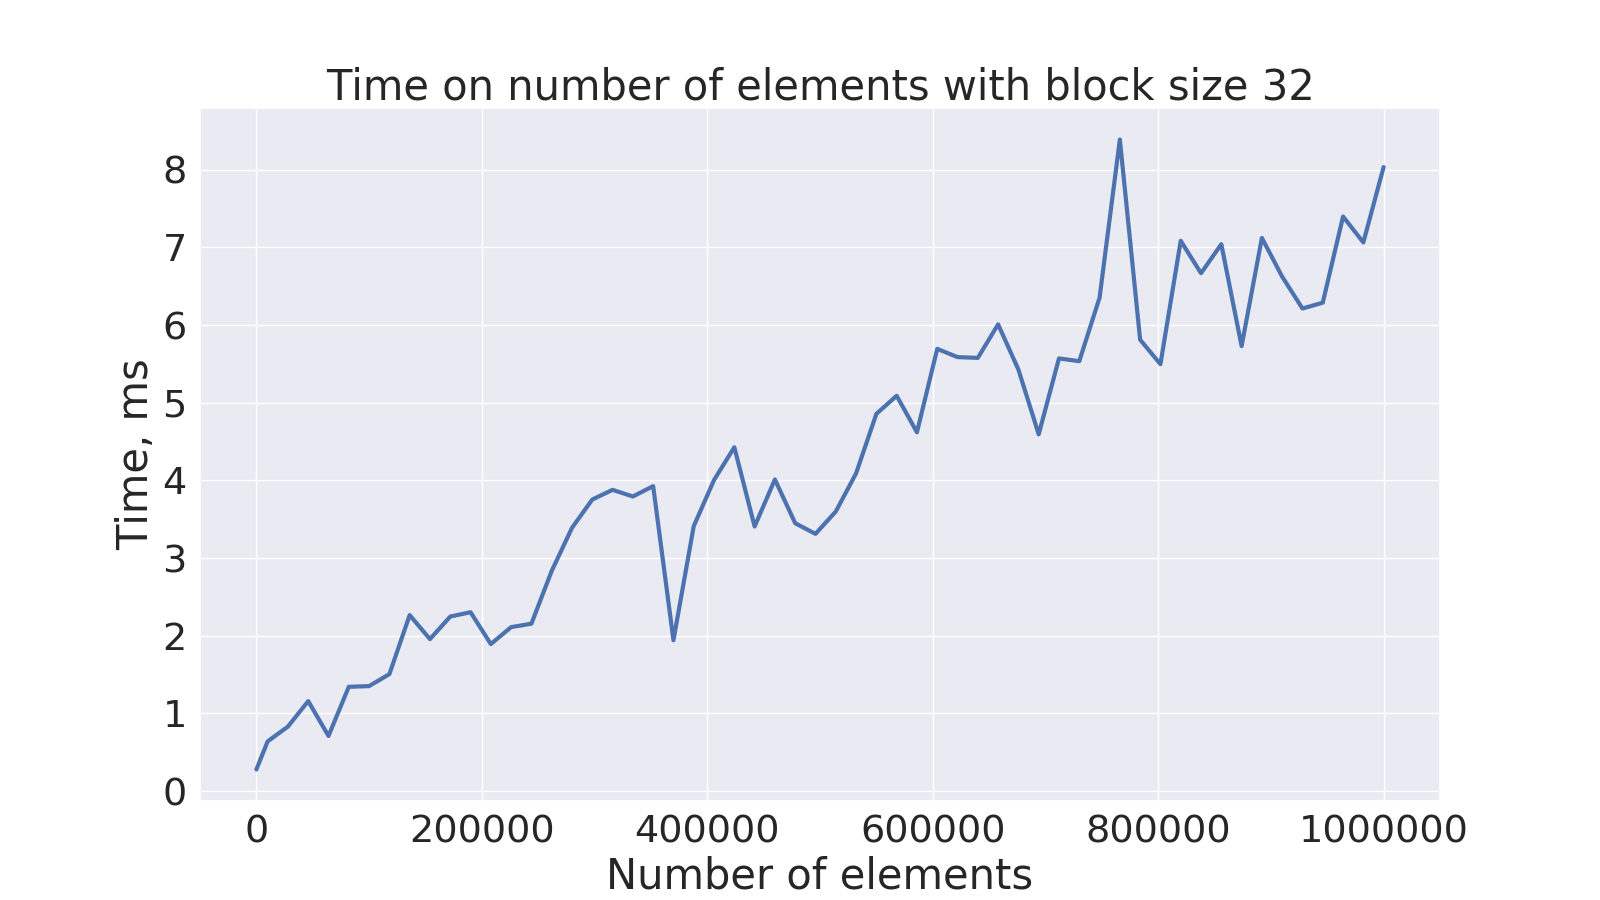 Time on number of elements with block size 32
8
7
6
5
4
3
2
1
0
Time, ms
0 200000 400000 600000 800000 1000000
Number of elements